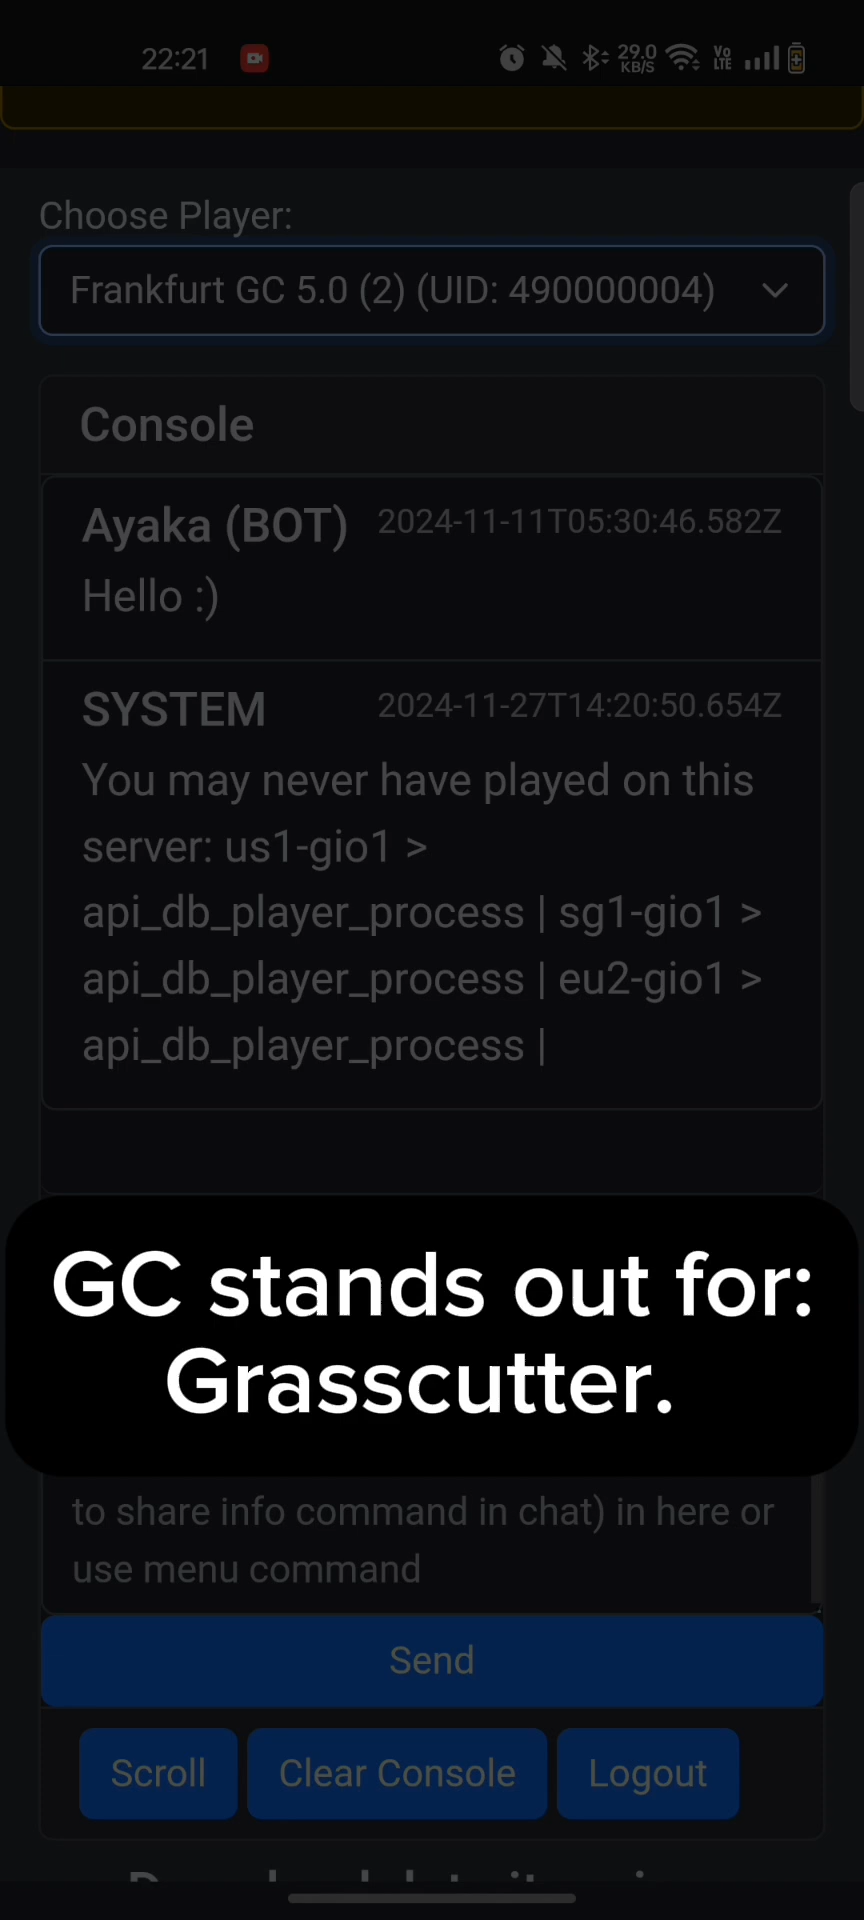 22:21
29.0
KB/S
Vo
LTE
Choose Player:
Frankfurt GC 5.0 (2) (UID: 490000004)
Console
Ayaka (BOT) 2024-11-11T05:30:46.582Z
Hello :)
SYSTEM 2024-11-27T14:20:50.654Z
You may never have played on this
server: us1-gio1 >
api_db_player_process | sg1-gio1 >
api_db_player_process | eu2-gio1 >
api_db_player_process |
GC stands out for:
Grasscutter.
to share info command in chat) in here or
use menu command
Send
Scroll
Clear Console
Logout